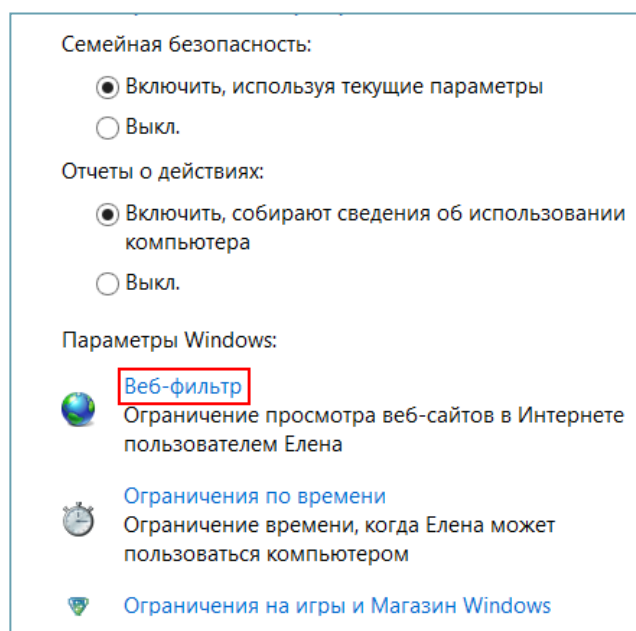 Семейная безопасность:
Включить, используя текущие параметры
Выкл.
Отчеты о действиях:
Включить, собирают сведения об использовании
компьютера
Выкл.
Параметры Windows:
Веб-фильтр
Ограничение просмотра веб-сайтов в Интернете
пользователем Елена
Ограничения по времени
Ограничение времени, когда Елена может
пользоваться компьютером
Ограничения на игры и Магазин Windows